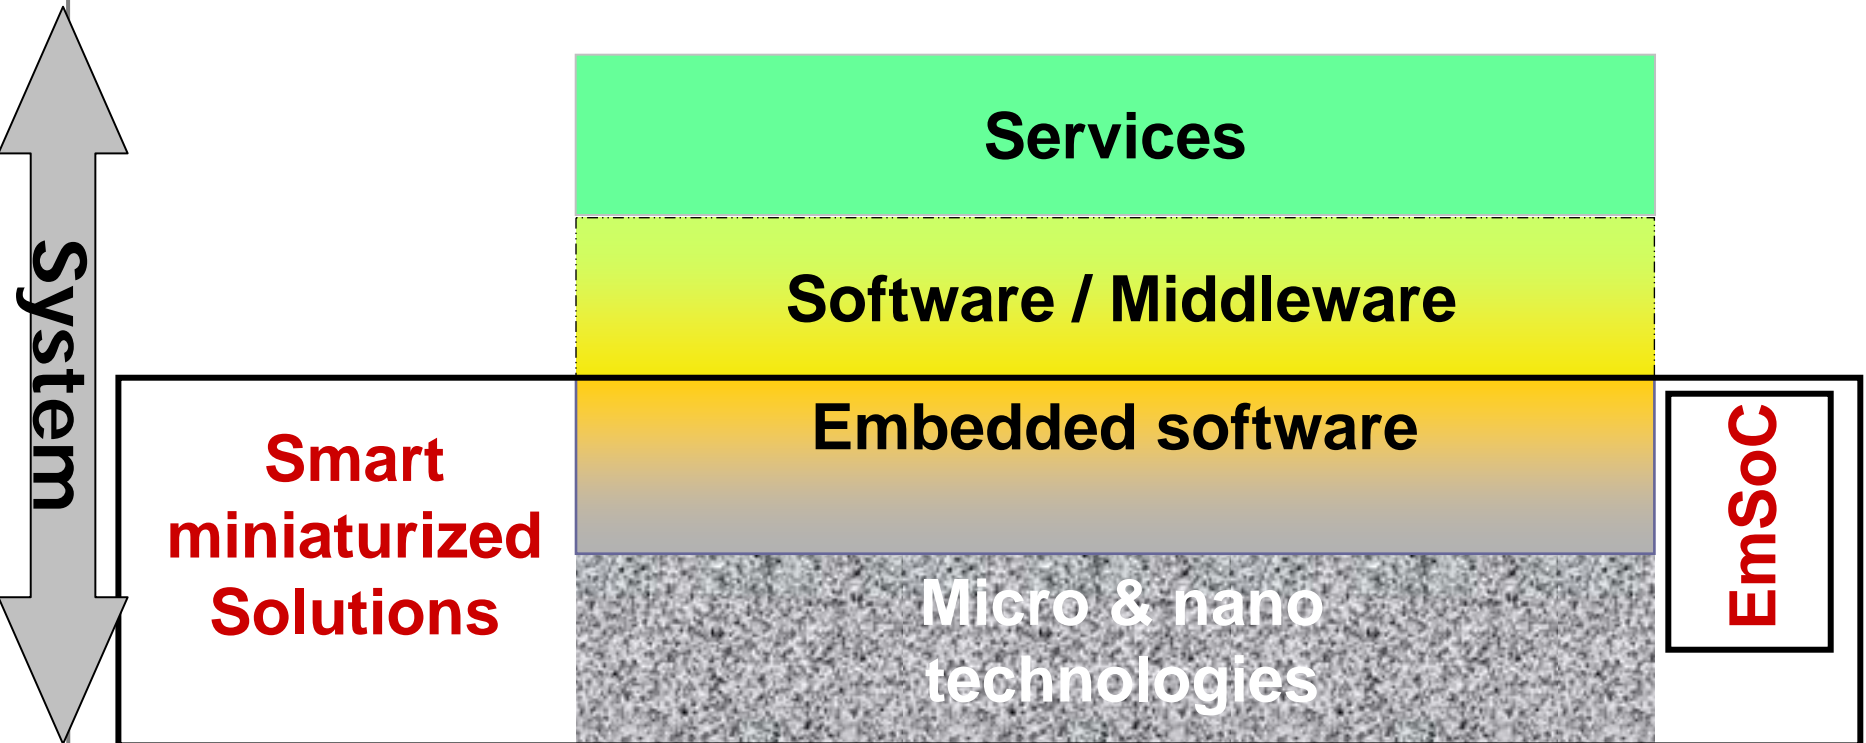 Services
Software / Middleware
System
Embedded software
Smart
miniaturized
Solutions
EmSoC
Micro & nano
technologies